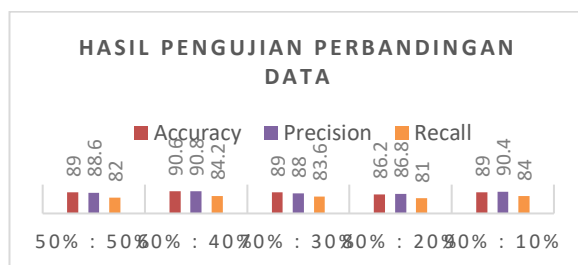 HASIL PENGUJIAN PERBANDINGAN
DATA
Accuracy Precision Recall
89 88.6 82 90.6 90.8 84.2 89 88 83.6 86.2 86.8 81 89 90.4 84
50% : 50% 60% : 40% 70% : 30% 80% : 20% 90% : 10%